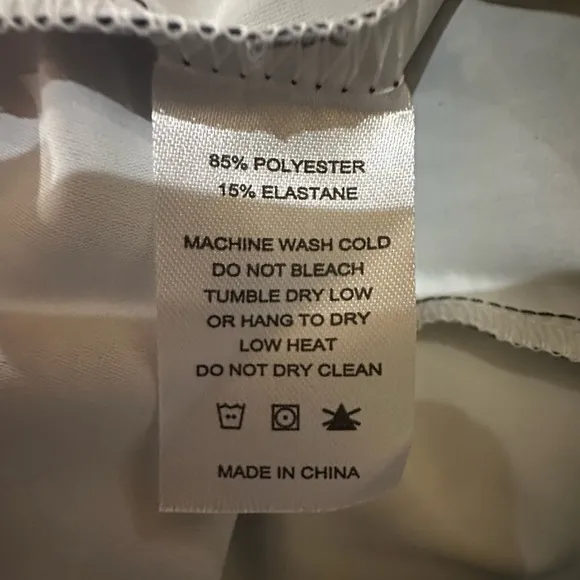 85% POLYESTER
15% ELASTANE
MACHINE WASH COLD
DO NOT BLEACH
TUMBLE DRY LOW
OR HANG TO DRY
LOW HEAT
DO NOT DRY CLEAN
MADE IN CHINA